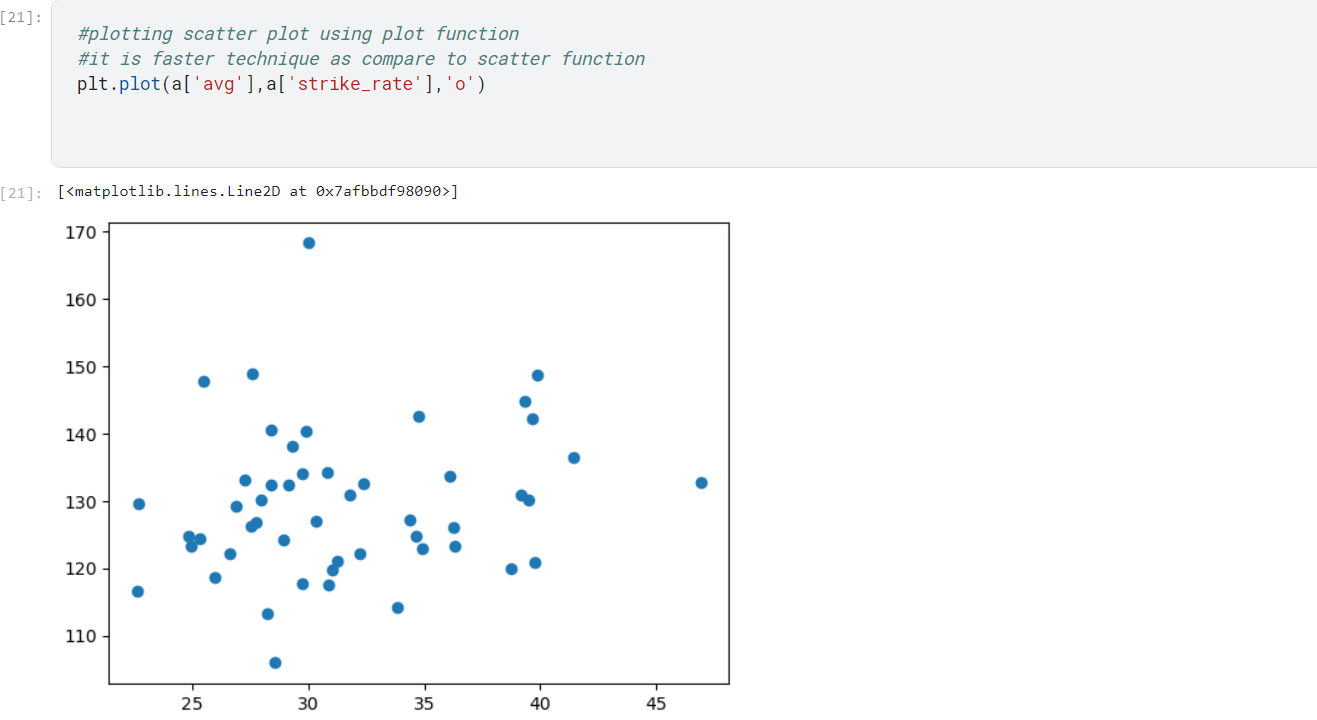 [21]:
#plotting scatter plot using plot function
#it is faster technique as compare to scatter function
plt.plot(a['avg'],a['strike_rate'],'o')
[21]:
[<matplotlib.lines.Line2D at 0x7afbbdf98090>]
170
160
150
140
130
120
110
25 30 35 40 45